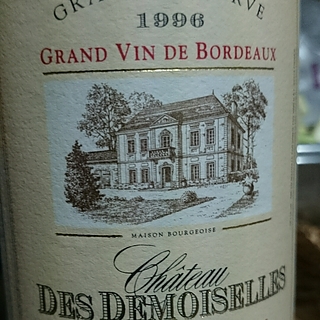 1996
GRAND VIN DE BORDEAUX
MAISON BOURGEOISE
Château
DES DEMOISELLES